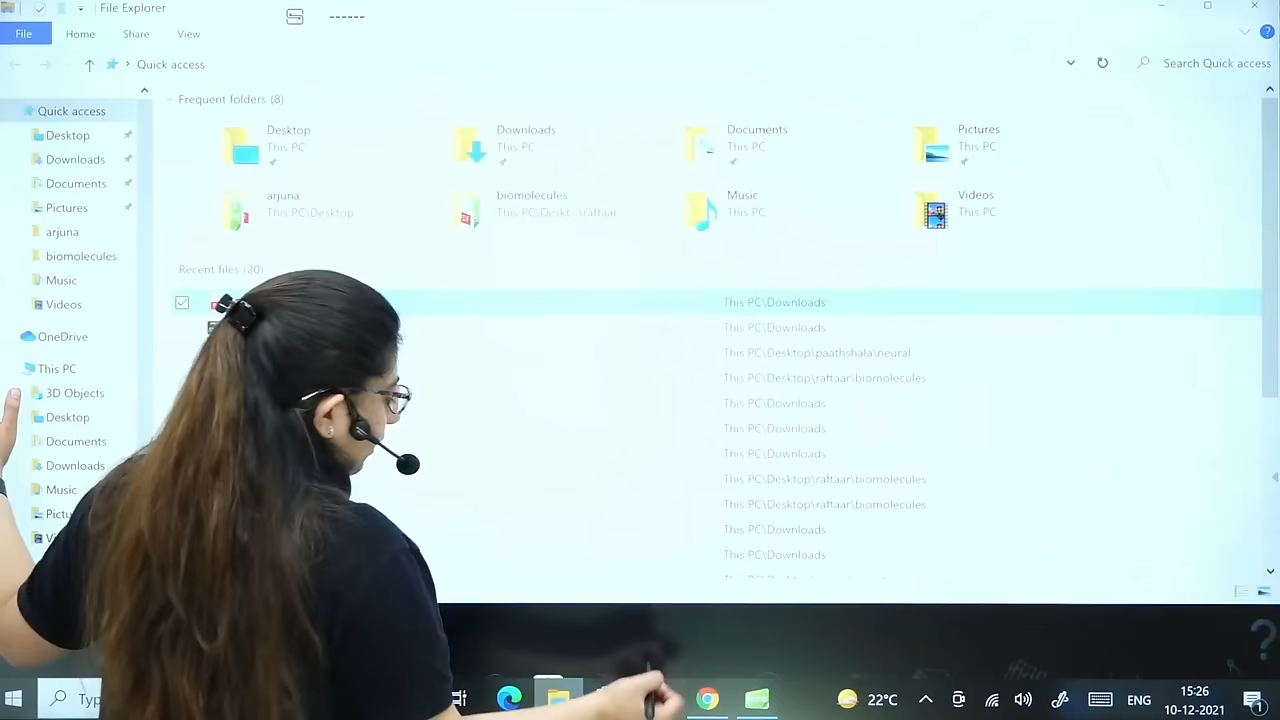 File Explorer
File Home Share View
Quick access Search Quick access
Quick access
Desktop
Downloads
Documents
Pictures
arjuna
biomolecules
Music
Videos
OneDrive
This PC
3D Objects
Desktop
Documents
Downloads
Music
Frequent folders (8)
Desktop
This PC
Downloads
This PC
Documents
This PC
Pictures
This PC
arjuna
This PC\Desktop
biomolecules
This PC\Deskt...\raftaar
Music
This PC
Videos
This PC
Recent files (20)
This PC\Downloads
This PC\Downloads
This PC\Desktop\paathshala\neural
This PC\Desktop\raftaar\biomolecules
This PC\Downloads
This PC\Downloads
This PC\Downloads
This PC\Desktop\raftaar\biomolecules
This PC\Desktop\raftaar\biomolecules
This PC\Downloads
This PC\Downloads
22°C ENG 15:26
10-12-2021